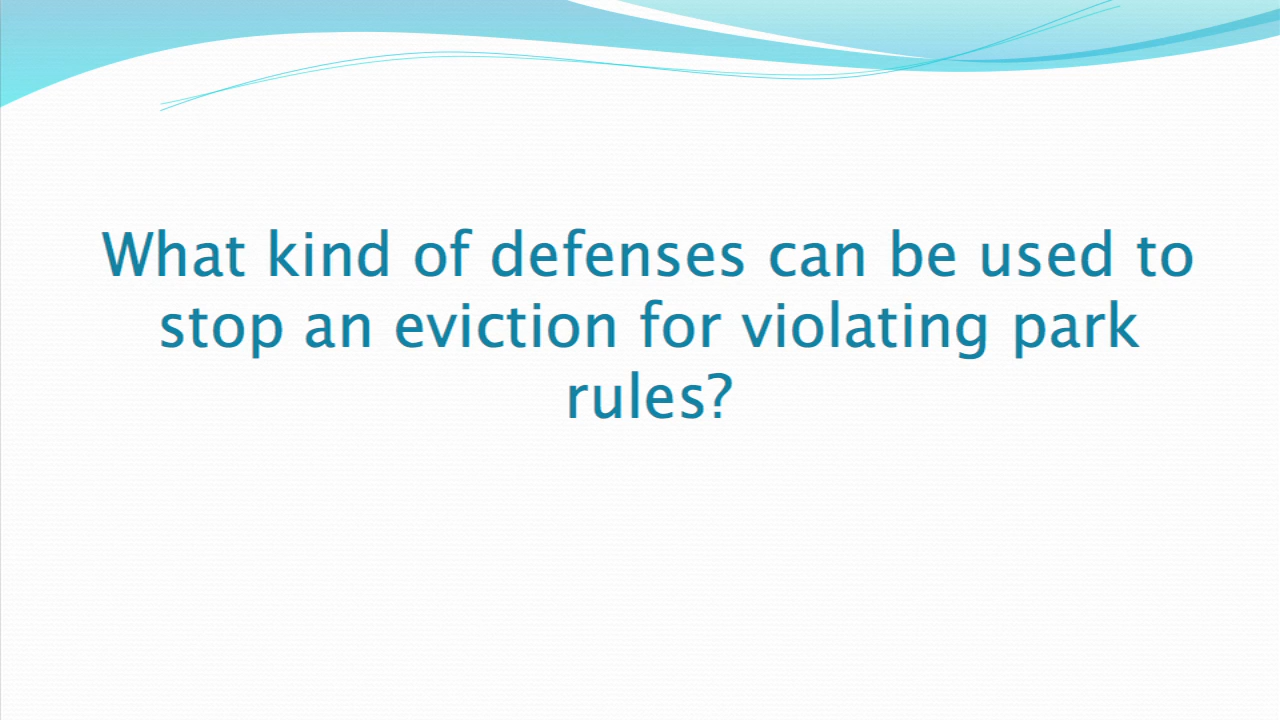 What kind of defenses can be used to
stop an eviction for violating park
rules?